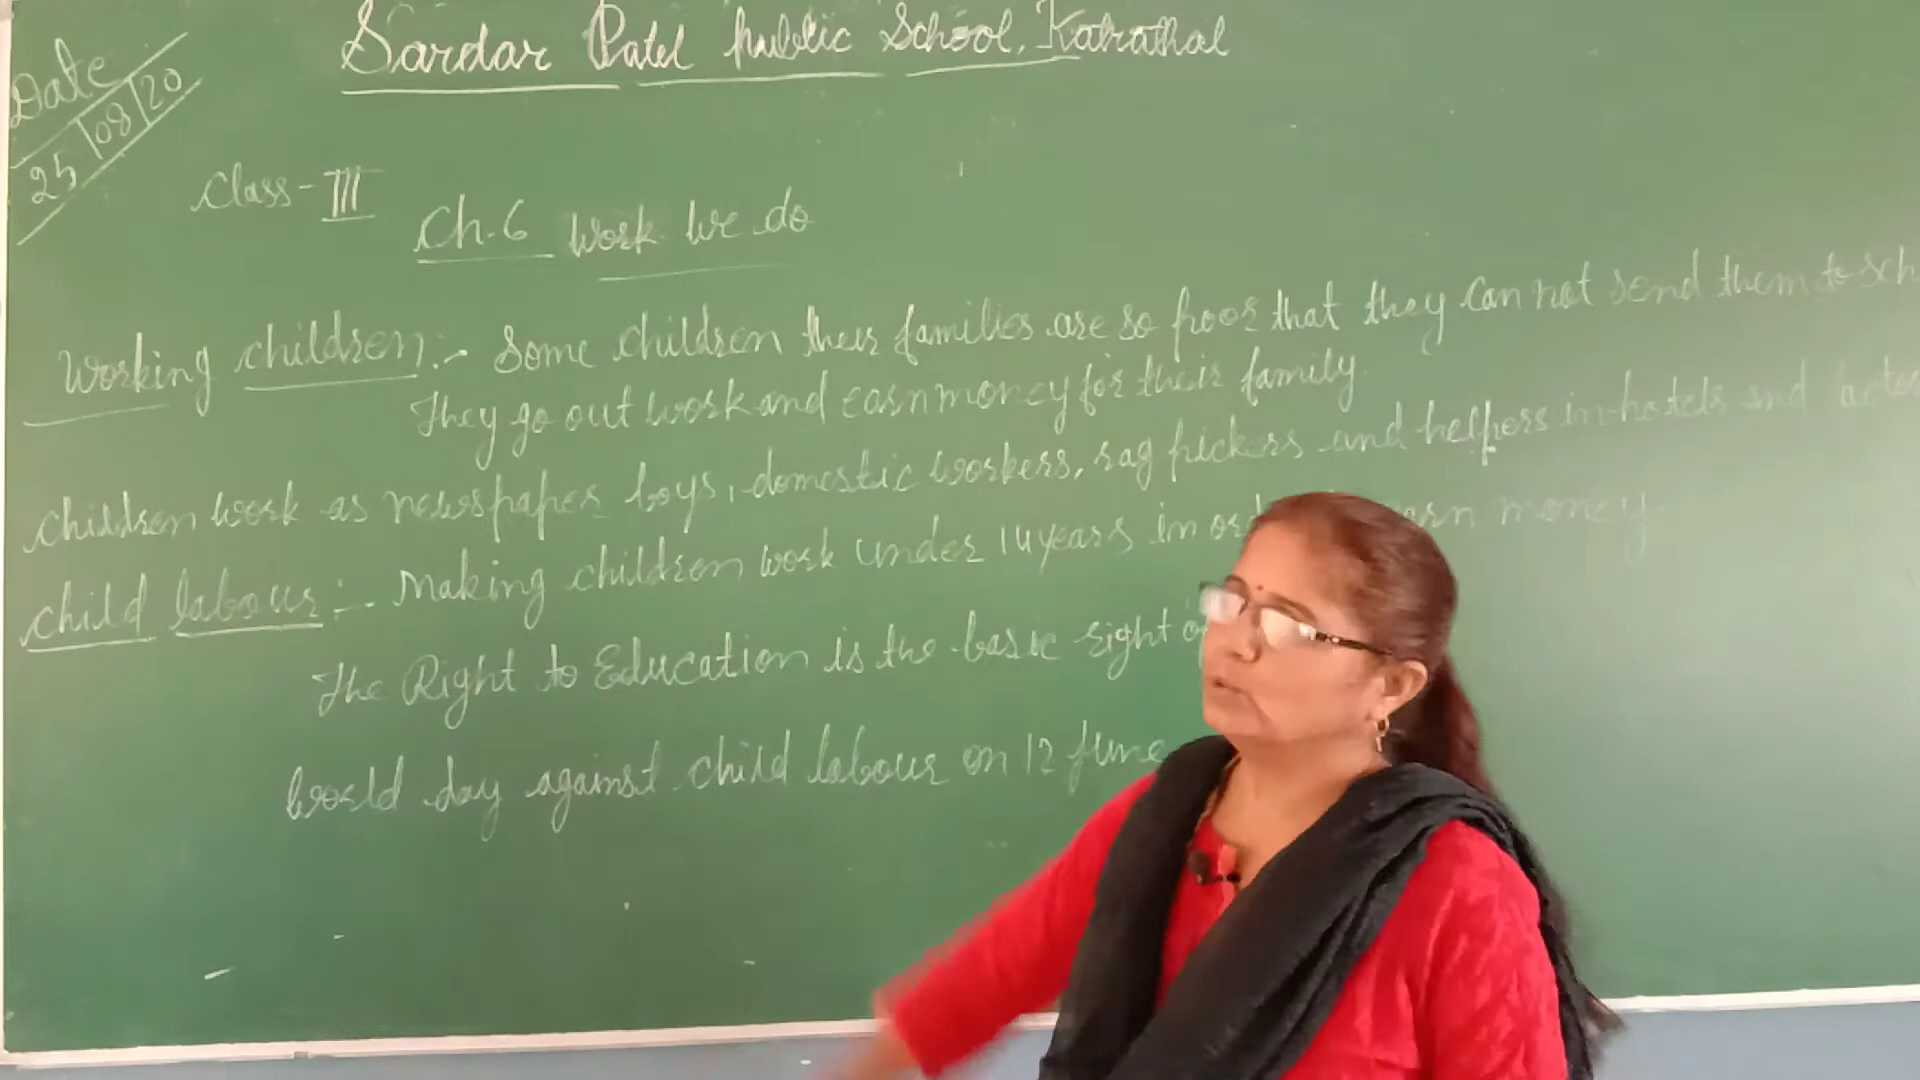 Sardar Patel Public School, Katrathal
Date
25/08/20
Class-III
Ch.6 Work We do
Working children:- Some children their families are so poor that they can not send them to
They go out work and earn money for their family.
children work as newspaper boys, domestic workers, rag pickers and helpers in hotels and
child labour:- Making children work under 14 years in earn money.
The Right to Education is the basic right
World day against child labour on 12 June